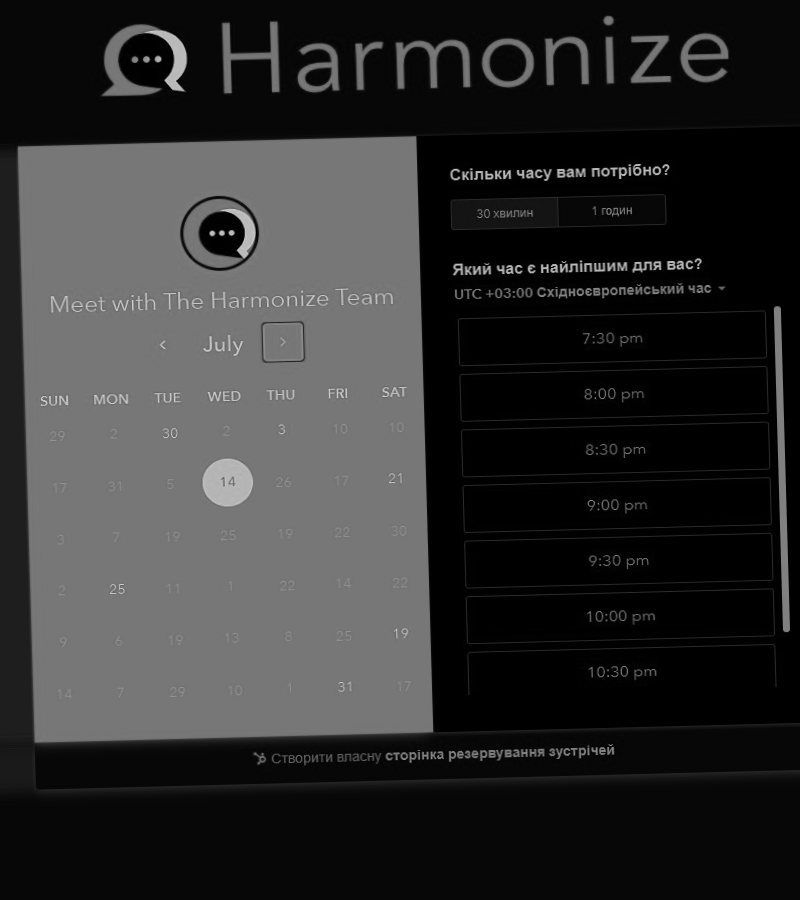 Harmonize
Meet with The Harmonize Team
July
SUN MON TUE WED THU FRI SAT
29 2 30 2 3 10 10
17 31 5 14 26 17 21
3 7 19 25 19 22 30
2 25 11 1 22 14 22
9 6 19 13 8 25 19
14 7 29 10 1 31 17
Скільки часу вам потрібно?
30 хвилин 1 годин
Який час є найліпшим для вас?
UTC +03:00 Східноєвропейський час
7:30 pm
8:00 pm
8:30 pm
9:00 pm
9:30 pm
10:00 pm
10:30 pm
Створити власну сторінка резервування зустрічей